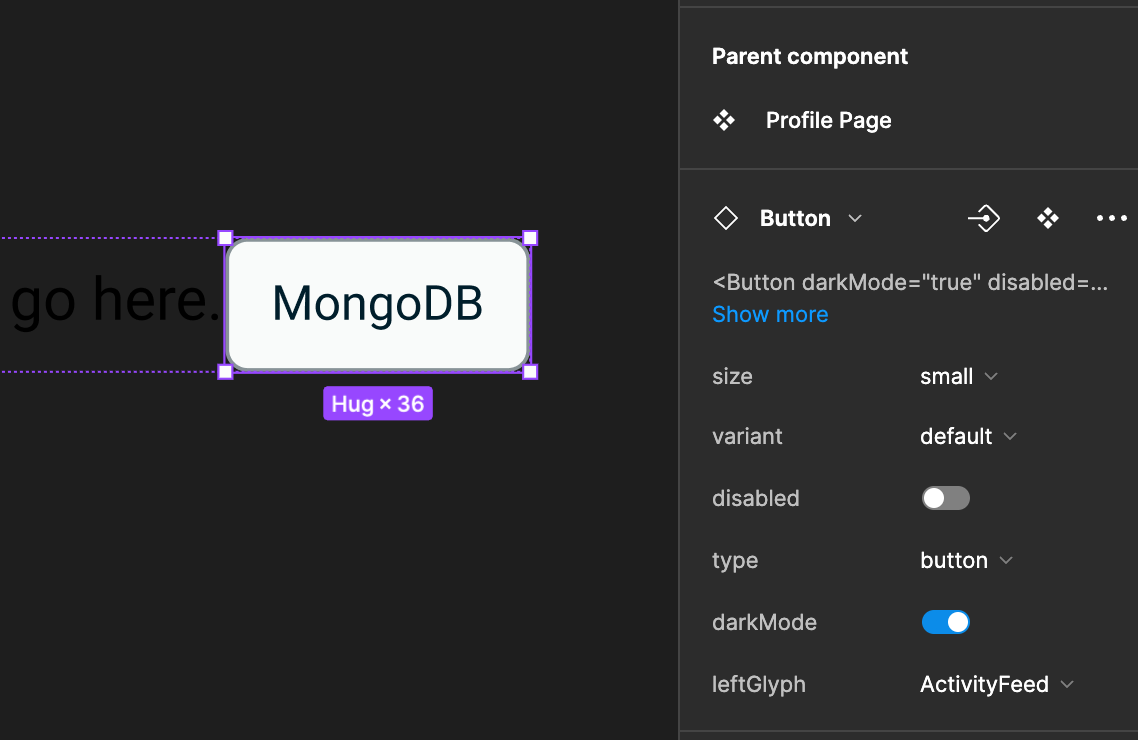 go here.
MongoDB
Hug × 36
Parent component
Profile Page
Button
<Button darkMode="true" disabled=...
Show more
size small
variant default
disabled
type button
darkMode
leftGlyph ActivityFeed